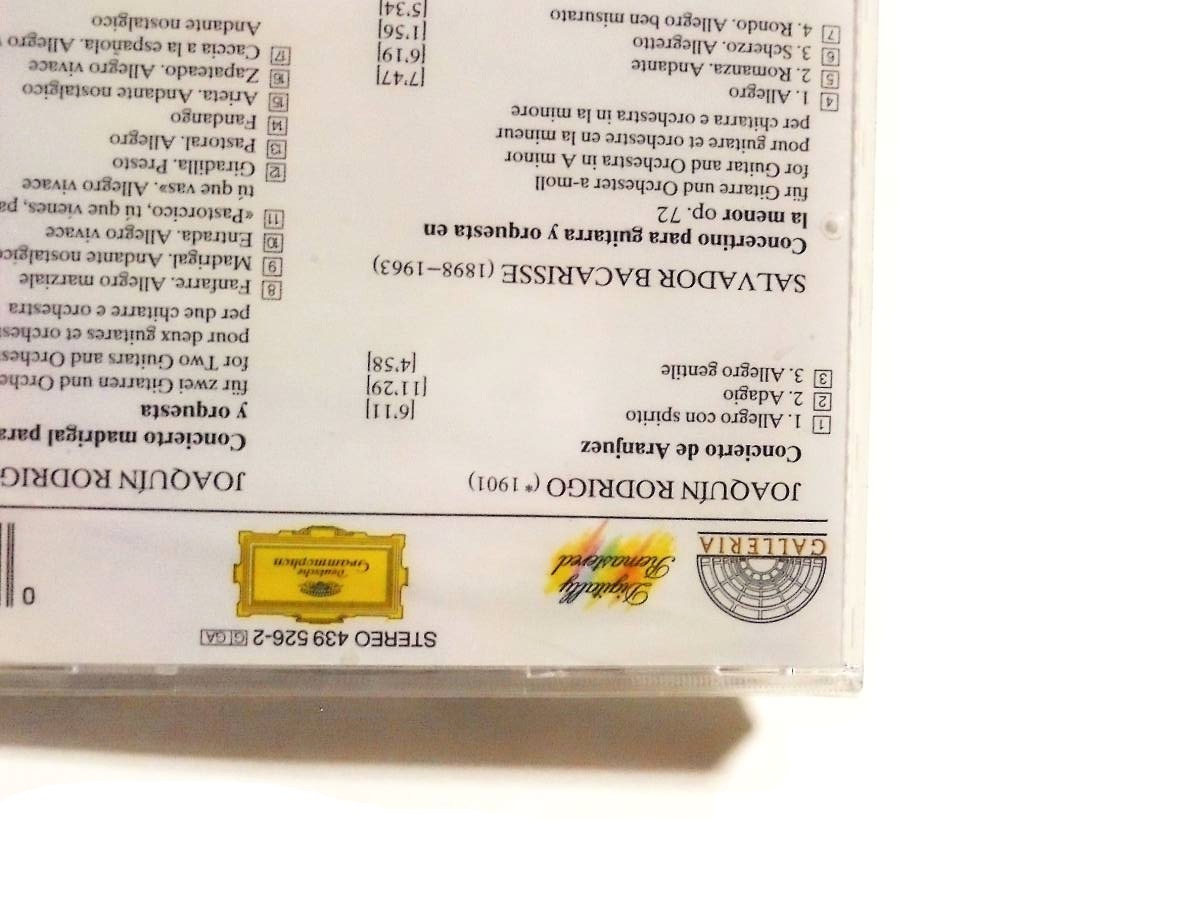 STEREO 439 526-2 GA
GALLERIA
Digitally
Remastered
Deutsche
Grammophon
0
JOAQUÍN RODRIGO (*1901)
Concierto de Aranjuez
1 1. Allegro con spirito [6'11]
2 2. Adagio [11'29]
3 3. Allegro gentile [4'58]
SALVADOR BACARISSE (1898–1963)
Concertino para guitarra y orquesta en
la menor op. 72
für Gitarre und Orchester a-moll
for Guitar and Orchestra in A minor
pour guitare et orchestre en la mineur
per chitarra e orchestra in la minore
4 1. Allegro [7'47]
5 2. Romanza. Andante [6'19]
6 3. Scherzo. Allegretto [1'56]
7 4. Rondo. Allegro ben misurato [5'34]
JOAQUÍN RODRIGO
Concierto madrigal para
y orquesta
für zwei Gitarren und Orche
for Two Guitars and Orches
pour deux guitares et orches
per due chitarre e orchestra
8 Fanfarre. Allegro marziale
9 Madrigal. Andante nostalgico
10 Entrada. Allegro vivace
11 «Pastorcico, tú que vienes, pa
tú que vas». Allegro vivace
12 Giradilla. Presto
13 Pastoral. Allegro
14 Fandango
15 Arieta. Andante nostalgico
16 Zapateado. Allegro vivace
17 Caccia a la española. Allegro v
Andante nostalgico